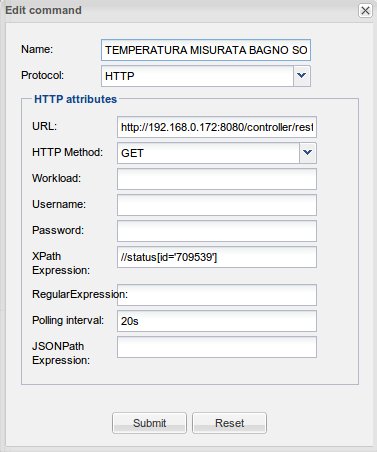 Edit command
Name: TEMPERATURA MISURATA BAGNO SO
Protocol: HTTP
HTTP attributes
URL: http://192.168.0.172:8080/controller/rest
HTTP Method: GET
Workload:
Username:
Password:
XPath Expression: //status[id='709539']
RegularExpression:
Polling interval: 20s
JSONPath Expression:
Submit Reset